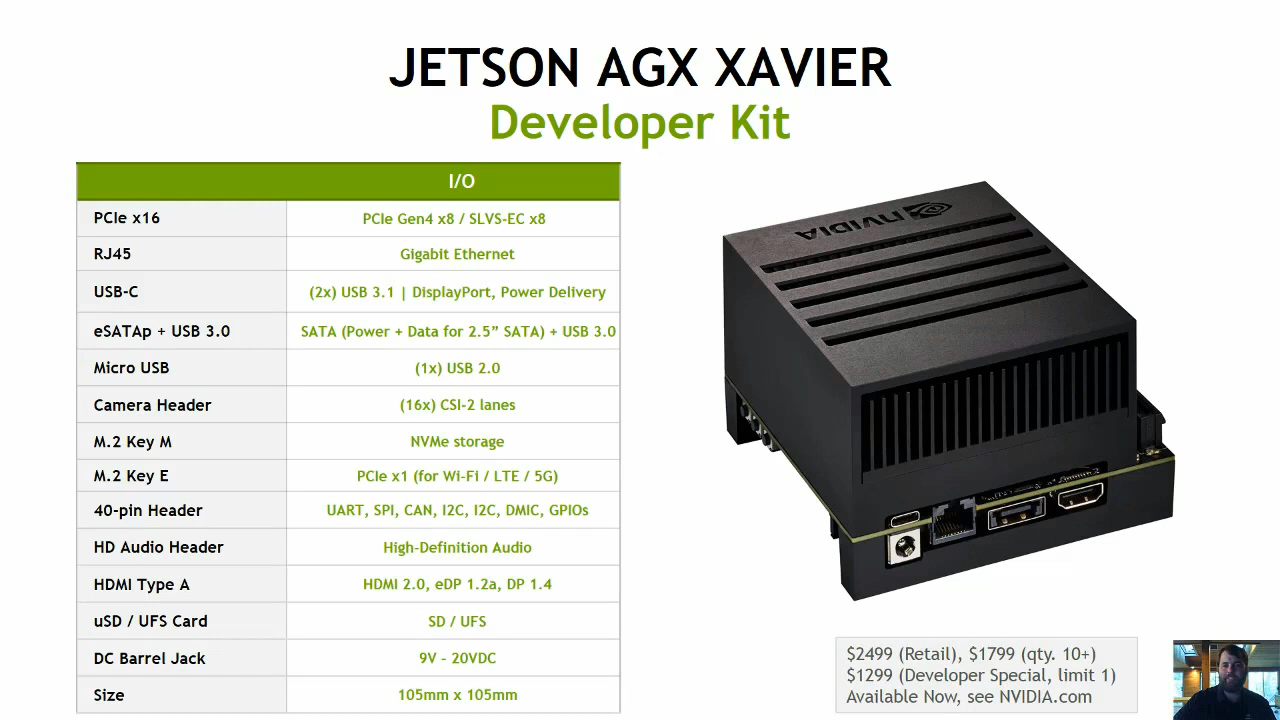 JETSON AGX XAVIER
Developer Kit
I/O
PCIe x16 PCIe Gen4 x8 / SLVS-EC x8
RJ45 Gigabit Ethernet
USB-C (2x) USB 3.1 | DisplayPort, Power Delivery
eSATAp + USB 3.0 SATA (Power + Data for 2.5” SATA) + USB 3.0
Micro USB (1x) USB 2.0
Camera Header (16x) CSI-2 lanes
M.2 Key M NVMe storage
M.2 Key E PCIe x1 (for Wi-Fi / LTE / 5G)
40-pin Header UART, SPI, CAN, I2C, I2C, DMIC, GPIOs
HD Audio Header High-Definition Audio
HDMI Type A HDMI 2.0, eDP 1.2a, DP 1.4
uSD / UFS Card SD / UFS
DC Barrel Jack 9V - 20VDC
Size 105mm x 105mm
NVIDIA
$2499 (Retail), $1799 (qty. 10+)
$1299 (Developer Special, limit 1)
Available Now, see NVIDIA.com